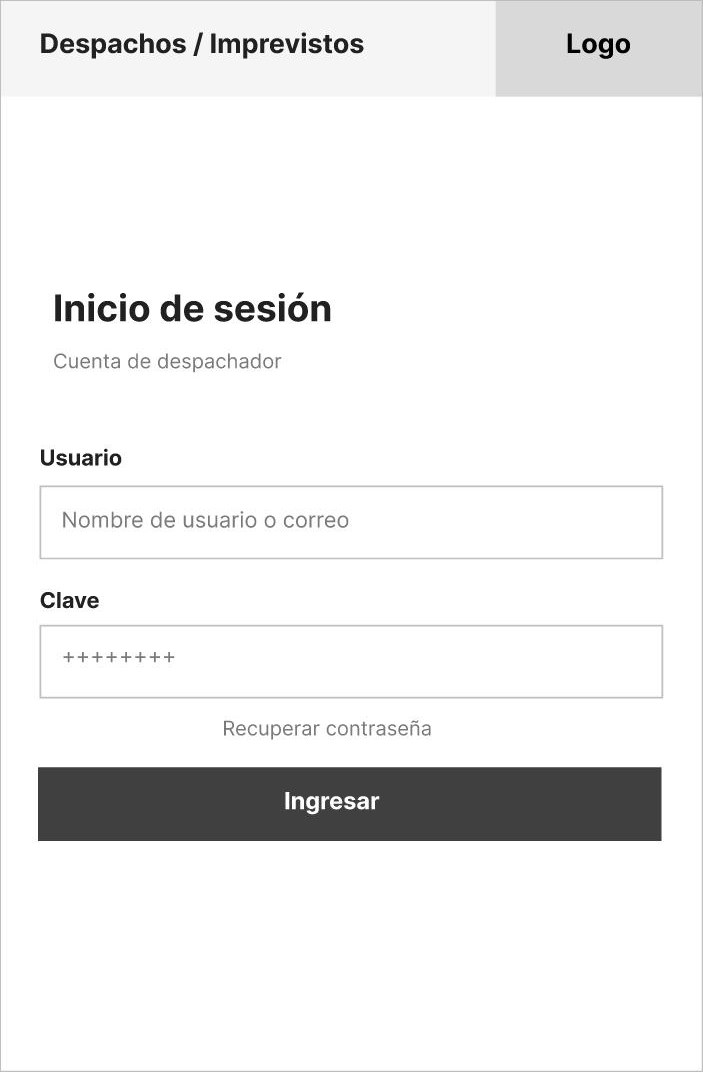 Despachos / Imprevistos
Logo
Inicio de sesión
Cuenta de despachador
Usuario
Nombre de usuario o correo
Clave
++++++++
Recuperar contraseña
Ingresar